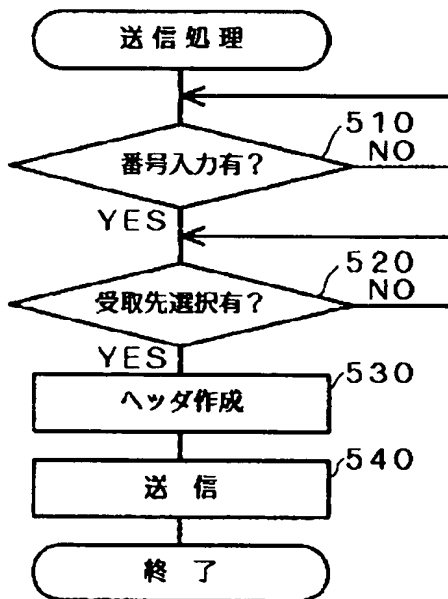 送信処理
510
番号入力有?
NO
YES
520
受取先選択有?
NO
YES
530
ヘッダ作成
540
送信
終了